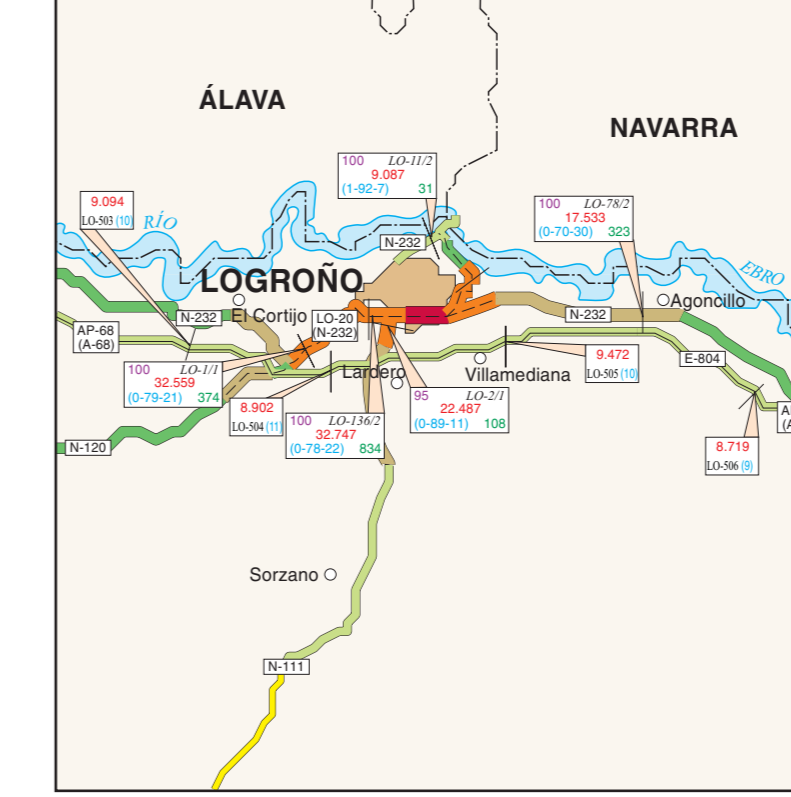 ÁLAVA
NAVARRA
100 LO-11/2
9.087
(1-92-7) 31
9.094
LO-503 (10)
RÍO
100 LO-78/2
17.533
(0-70-30) 323
N-232
EBRO
LOGROÑO
Agoncillo
El Cortijo
N-232
LO-20
(N-232)
N-232
AP-68
(A-68)
E-804
100 LO-1/1
32.559
(0-79-21) 374
Lardero
Villamediana
9.472
LO-505 (10)
8.902
LO-504 (11)
100 LO-136/2
32.747
(0-78-22) 834
95 LO-2/1
22.487
(0-89-11) 108
N-120
8.719
LO-506 (9)
Sorzano
N-111